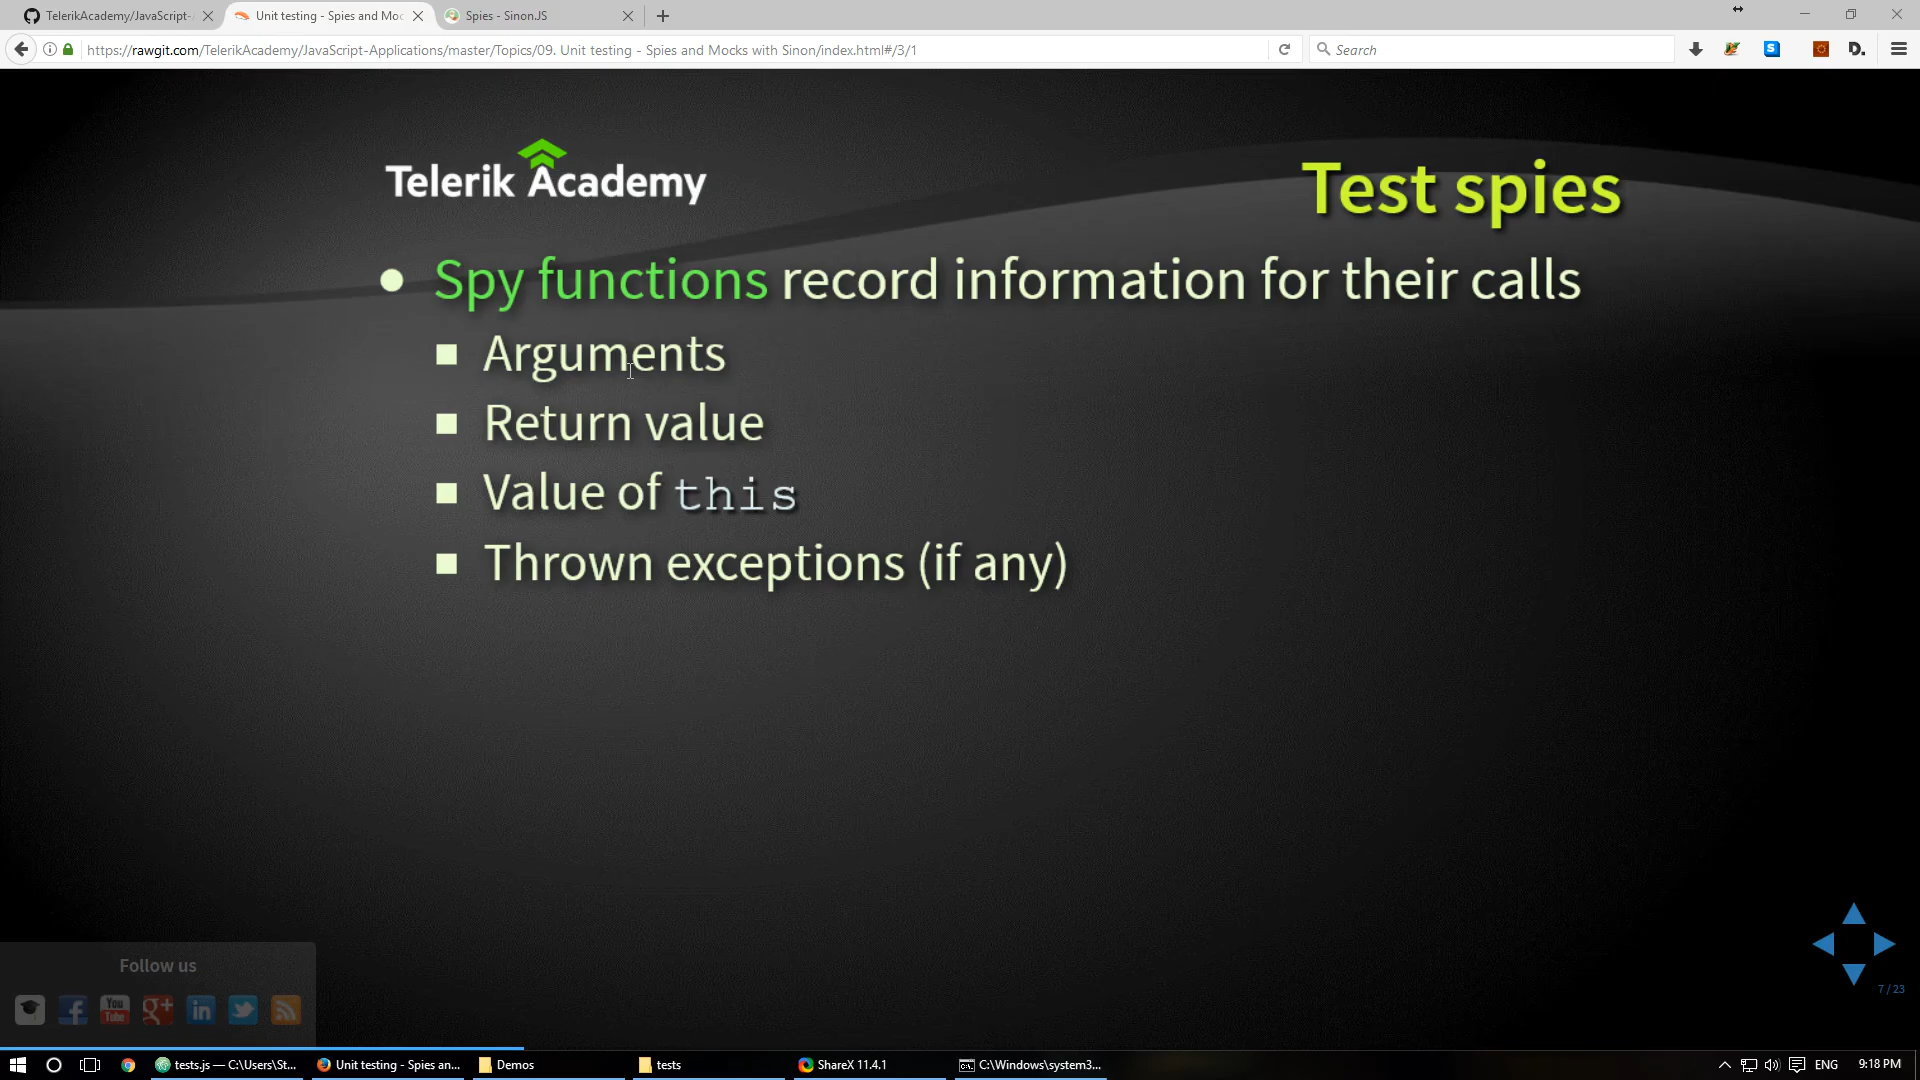 TelerikAcademy/JavaScript-
Unit testing - Spies and Moc
Spies - Sinon.JS
https://rawgit.com/TelerikAcademy/JavaScript-Applications/master/Topics/09. Unit testing - Spies and Mocks with Sinon/index.html#/3/1
Search
Telerik Academy
Test spies
Spy functions record information for their calls
Arguments
Return value
Value of this
Thrown exceptions (if any)
Follow us
You Tube
g+
in
7 / 23
tests.js — C:\Users\St...
Unit testing - Spies an...
Demos
tests
ShareX 11.4.1
C:\Windows\system3...
ENG
9:18 PM